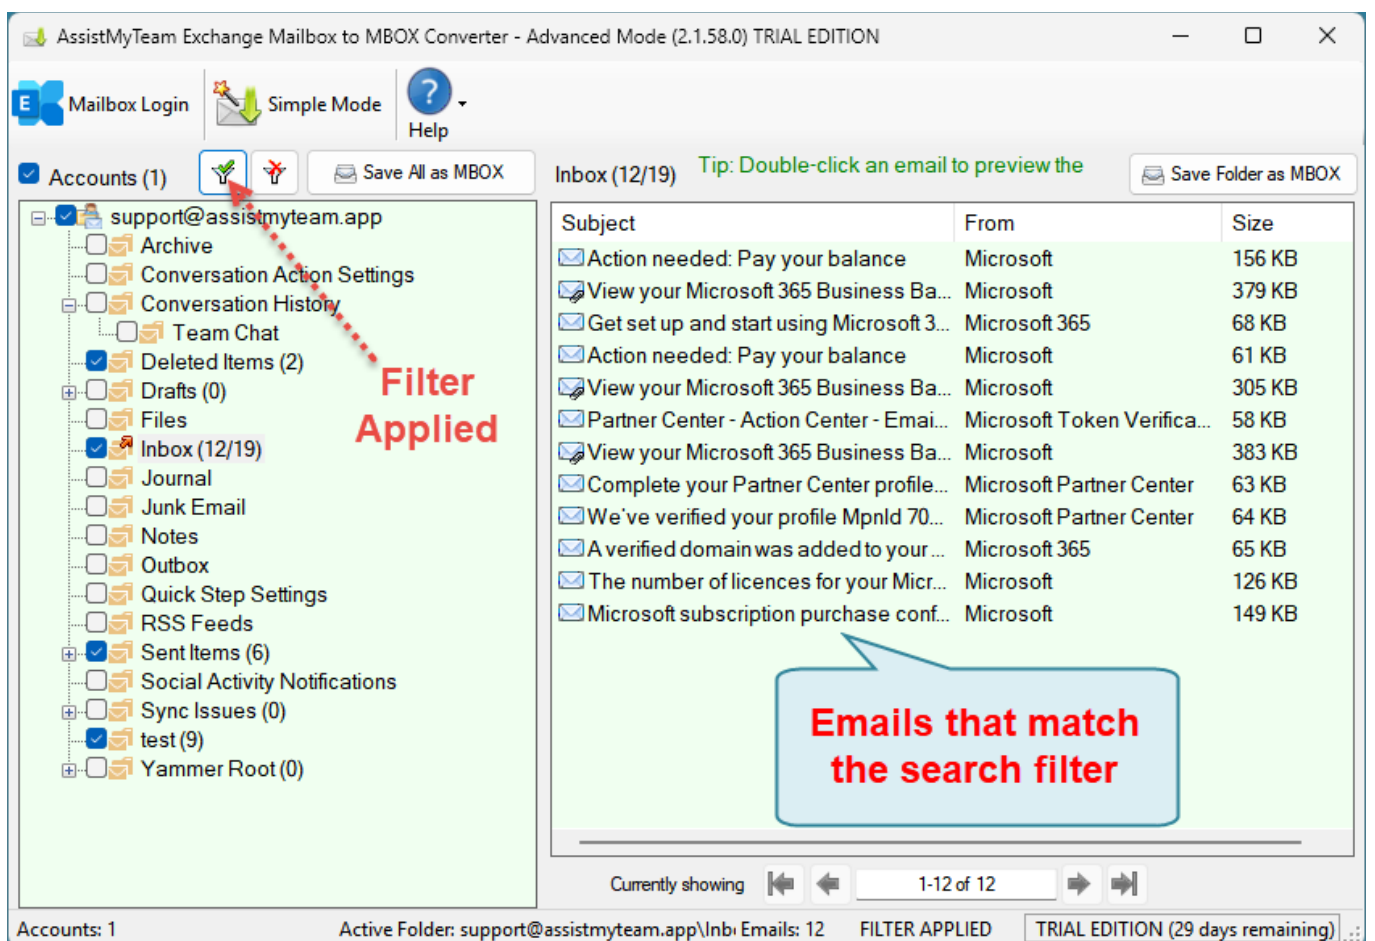 AssistMyTeam Exchange Mailbox to MBOX Converter - Advanced Mode (2.1.58.0) TRIAL EDITION
E Mailbox Login
Simple Mode
?
Help
Accounts (1)
Save All as MBOX
Inbox (12/19)
Tip: Double-click an email to preview the
Save Folder as MBOX
support@assistmyteam.app
Archive
Conversation Action Settings
Conversation History
Team Chat
Deleted Items (2)
Drafts (0)
Files
Inbox (12/19)
Journal
Junk Email
Notes
Outbox
Quick Step Settings
RSS Feeds
Sent Items (6)
Social Activity Notifications
Sync Issues (0)
test (9)
Yammer Root (0)
Filter
Applied
Subject From Size
Action needed: Pay your balance Microsoft 156 KB
View your Microsoft 365 Business Ba... Microsoft 379 KB
Get set up and start using Microsoft 3... Microsoft 365 68 KB
Action needed: Pay your balance Microsoft 61 KB
View your Microsoft 365 Business Ba... Microsoft 305 KB
Partner Center - Action Center - Emai... Microsoft Token Verifica... 58 KB
View your Microsoft 365 Business Ba... Microsoft 383 KB
Complete your Partner Center profile... Microsoft Partner Center 63 KB
We've verified your profile MpnId 70... Microsoft Partner Center 64 KB
A verified domain was added to your ... Microsoft 365 65 KB
The number of licences for your Micr... Microsoft 126 KB
Microsoft subscription purchase conf... Microsoft 149 KB
Emails that match
the search filter
Currently showing 1-12 of 12
Accounts: 1 Active Folder: support@assistmyteam.app\Inb Emails: 12 FILTER APPLIED TRIAL EDITION (29 days remaining)